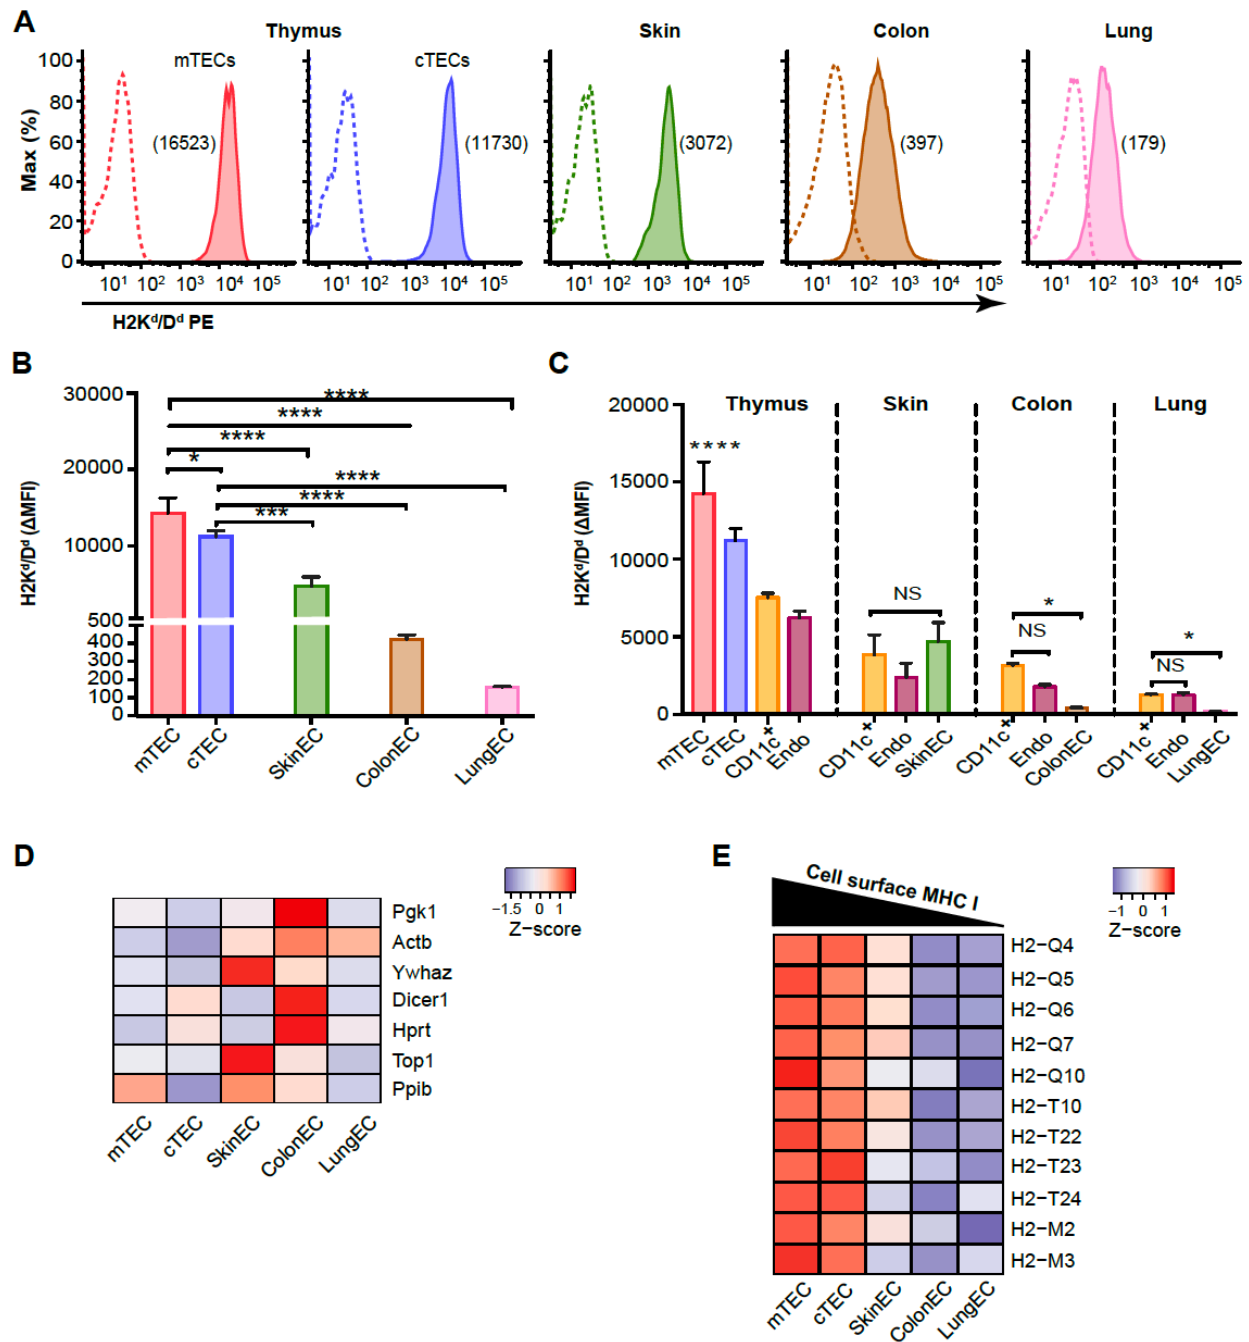 A
Thymus Skin Colon Lung
mTECs cTECs
Max (%)
100
80
60
40
20
0
(16523) (11730) (3072) (397) (179)
10¹ 10² 10³ 10⁴ 10⁵ 10¹ 10² 10³ 10⁴ 10⁵ 10¹ 10² 10³ 10⁴ 10⁵ 10¹ 10² 10³ 10⁴ 10⁵ 10¹ 10² 10³ 10⁴ 10⁵
H2Kᵈ/Dᵈ PE
B
H2Kᵈ/Dᵈ (ΔMFI)
30000
20000
10000
500
400
300
200
100
0
****
****
****
*
****
****
***
mTEC cTEC SkinEC ColonEC LungEC
C
H2Kᵈ/Dᵈ (ΔMFI)
20000
15000
10000
5000
0
Thymus Skin Colon Lung
****
NS
*
NS
*
NS
mTEC cTEC CD11c⁺ Endo CD11c⁺ Endo SkinEC CD11c⁺ Endo ColonEC CD11c⁺ Endo LungEC
D
−1.5 0 1
Z−score
Pgk1
Actb
Ywhaz
Dicer1
Hprt
Top1
Ppib
mTEC cTEC SkinEC ColonEC LungEC
E
Cell surface MHC I
−1 0 1
Z−score
H2−Q4
H2−Q5
H2−Q6
H2−Q7
H2−Q10
H2−T10
H2−T22
H2−T23
H2−T24
H2−M2
H2−M3
mTEC cTEC SkinEC ColonEC LungEC